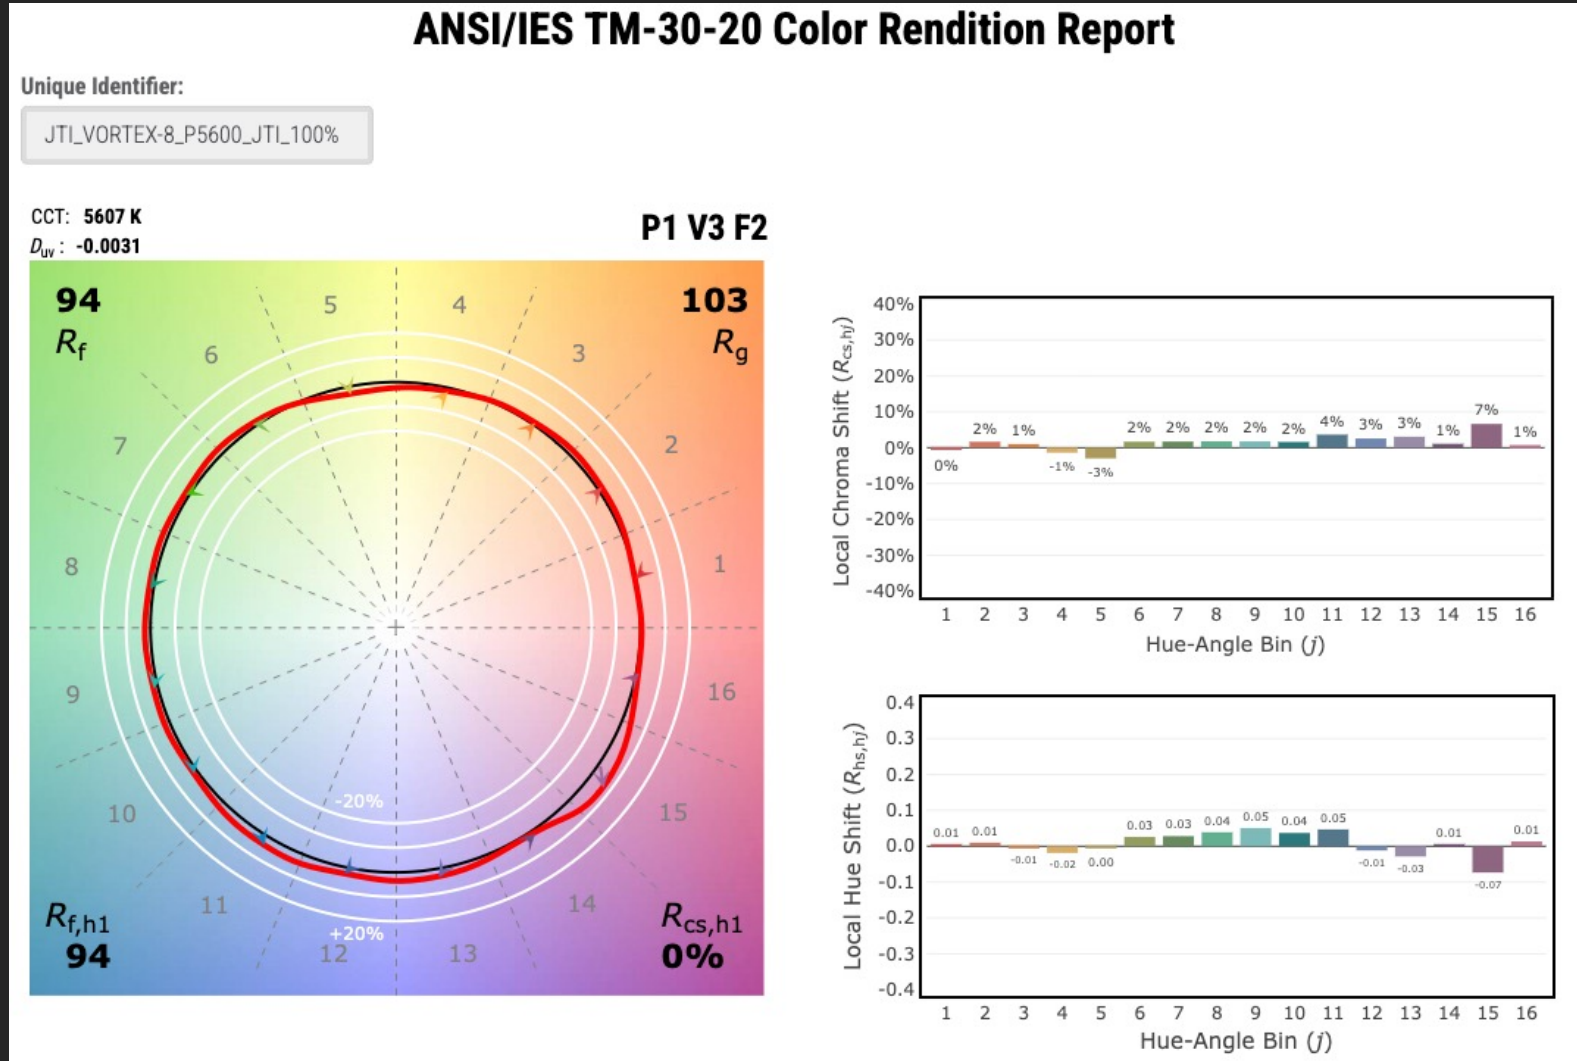 ANSI/IES TM-30-20 Color Rendition Report
Unique Identifier:
JTI_VORTEX-8_P5600_JTI_100%
CCT: 5607 K
Duv : -0.0031
P1 V3 F2
94
Rf
103
Rg
5
4
6
3
7
2
8
1
9
16
10
15
11
14
12
13
-20%
+20%
Rf,h1
94
Rcs,h1
0%
Local Chroma Shift (Rcs,hj)
40%
30%
20%
10%
0%
-10%
-20%
-30%
-40%
0% 2% 1% -1% -3% 2% 2% 2% 2% 2% 4% 3% 3% 1% 7% 1%
1 2 3 4 5 6 7 8 9 10 11 12 13 14 15 16
Hue-Angle Bin (j)
Local Hue Shift (Rhs,hj)
0.4
0.3
0.2
0.1
0.0
-0.1
-0.2
-0.3
-0.4
0.01 0.01 -0.01 -0.02 0.00 0.03 0.03 0.04 0.05 0.04 0.05 -0.01 -0.03 0.01 -0.07 0.01
1 2 3 4 5 6 7 8 9 10 11 12 13 14 15 16
Hue-Angle Bin (j)